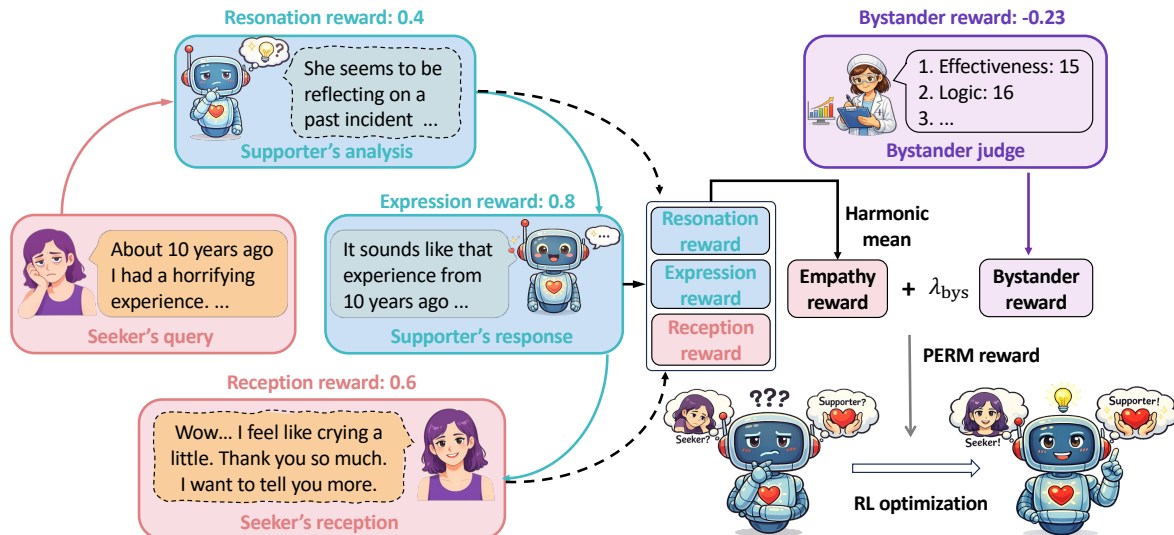 Resonation reward: 0.4
She seems to be
reflecting on a
past incident ...
Supporter's analysis
Bystander reward: -0.23
1. Effectiveness: 15
2. Logic: 16
3. ...
Bystander judge
About 10 years ago
I had a horrifying
experience. ...
Seeker's query
Expression reward: 0.8
It sounds like that
experience from
10 years ago ...
...
Supporter's response
Reception reward: 0.6
Wow... I feel like crying a
little. Thank you so much.
I want to tell you more.
Seeker's reception
Resonation
reward
Expression
reward
Reception
reward
Harmonic
mean
Empathy
reward
+ λbys
Bystander
reward
PERM reward
Seeker?
???
Supporter?
Seeker!
Supporter!
RL optimization
?